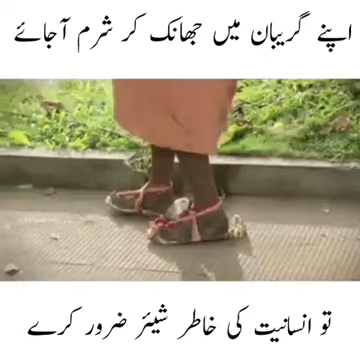 اپنے گریبان میں جھانک کر شرم آجائے
تو انسانیت کی خاطر شیئر ضرور کرے